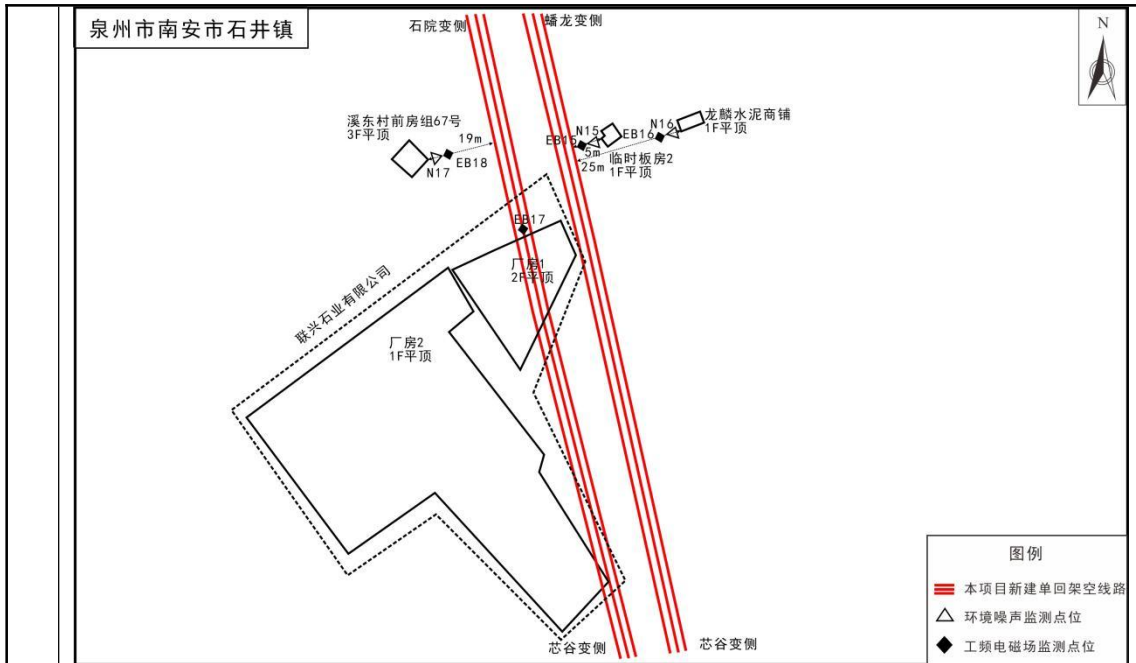 泉州市南安市石井镇
石院变侧
蟠龙变侧
N
溪东村前房组67号
3F平顶
19m
N17
EB18
N15
EB15
EB16
N16
龙麟水泥商铺
1F平顶
5m
25m
临时板房2
1F平顶
EB17
厂房1
2F平顶
联兴石业有限公司
厂房2
1F平顶
芯谷变侧
芯谷变侧
图例
本项目新建单回架空线路
环境噪声监测点位
工频电磁场监测点位